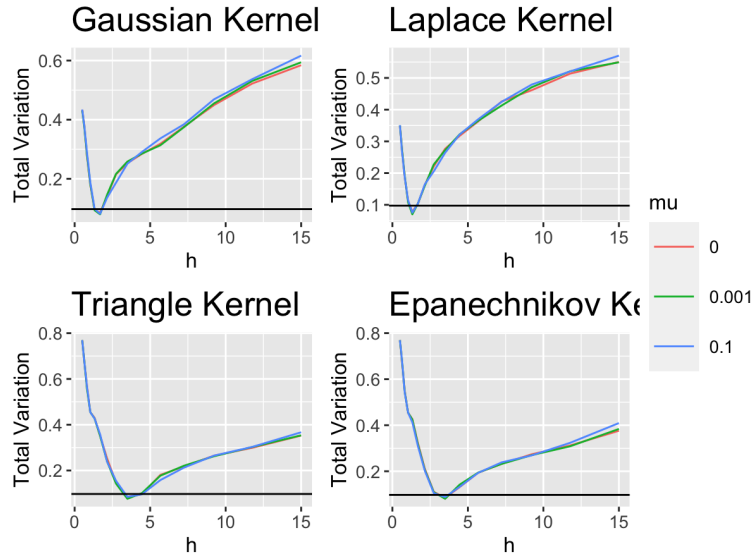 Gaussian Kernel
Total Variation
0.6
0.4
0.2
0 5 10 15
h
Laplace Kernel
Total Variation
0.5
0.4
0.3
0.2
0.1
0 5 10 15
h
Triangle Kernel
Total Variation
0.8
0.6
0.4
0.2
0 5 10 15
h
Epanechnikov Ke
Total Variation
0.8
0.6
0.4
0.2
0 5 10 15
h
mu
0
0.001
0.1